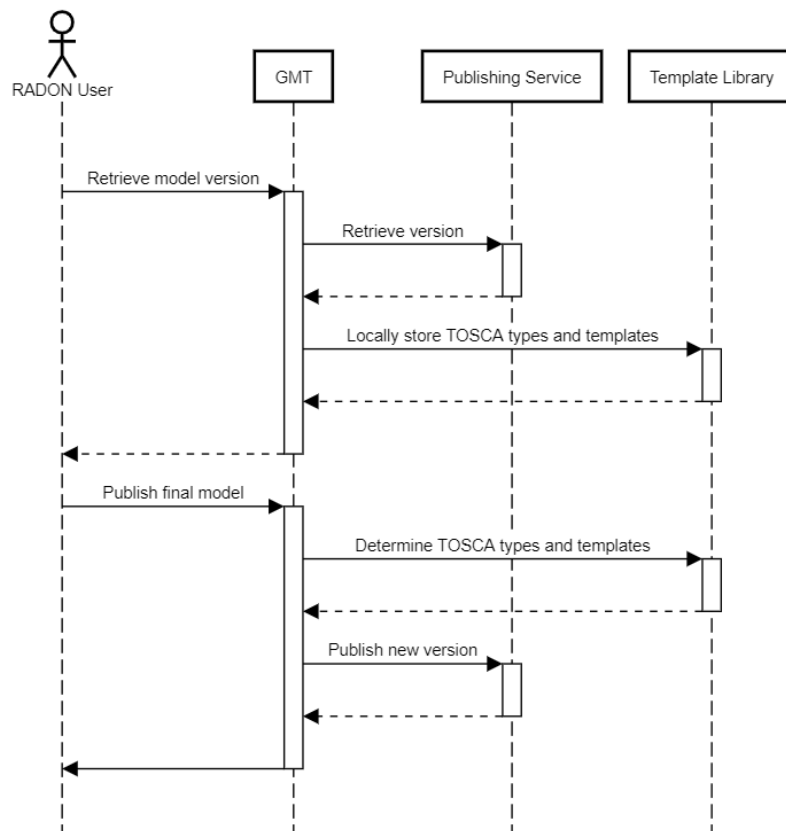 RADON User
GMT
Publishing Service
Template Library
Retrieve model version
Retrieve version
Locally store TOSCA types and templates
Publish final model
Determine TOSCA types and templates
Publish new version